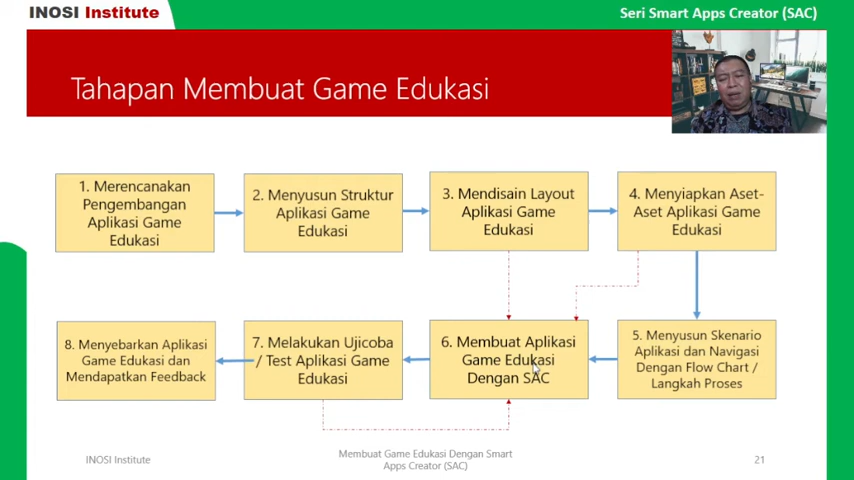 INOSI Institute
Seri Smart Apps Creator (SAC)
Tahapan Membuat Game Edukasi
1. Merencanakan
Pengembangan
Aplikasi Game
Edukasi
2. Menyusun Struktur
Aplikasi Game
Edukasi
3. Mendisain Layout
Aplikasi Game
Edukasi
4. Menyiapkan Aset-
Aset Aplikasi Game
Edukasi
8. Menyebarkan Aplikasi
Game Edukasi dan
Mendapatkan Feedback
7. Melakukan Ujicoba
/ Test Aplikasi Game
Edukasi
6. Membuat Aplikasi
Game Edukasi
Dengan SAC
5. Menyusun Skenario
Aplikasi dan Navigasi
Dengan Flow Chart /
Langkah Proses
INOSI Institute
Membuat Game Edukasi Dengan Smart
Apps Creator (SAC)
21